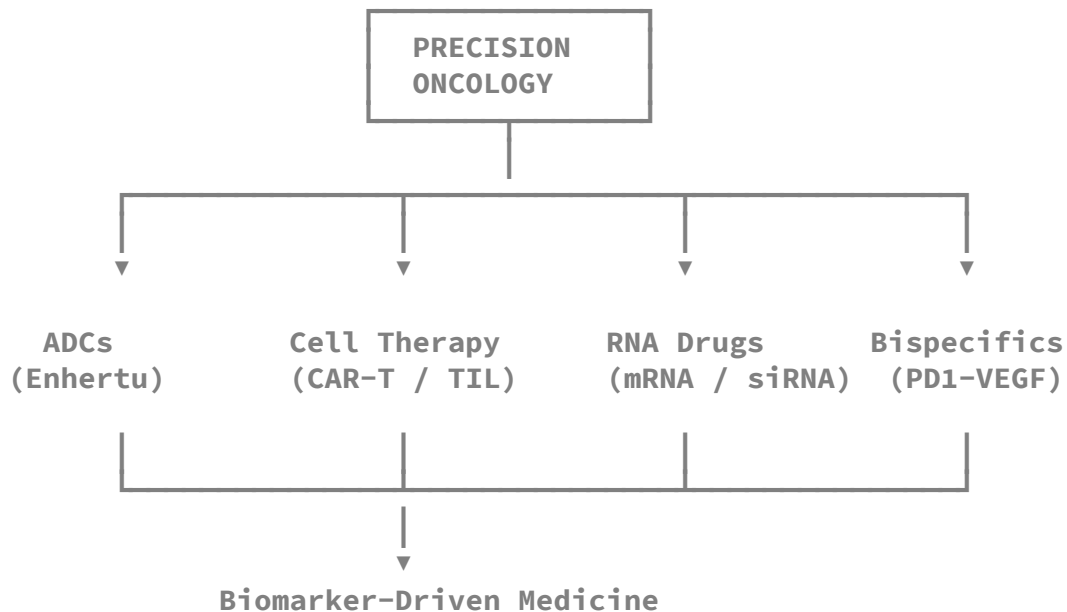 PRECISION
ONCOLOGY
ADCs Cell Therapy RNA Drugs Bispecifics
(Enhertu) (CAR-T / TIL) (mRNA / siRNA) (PD1-VEGF)
Biomarker-Driven Medicine